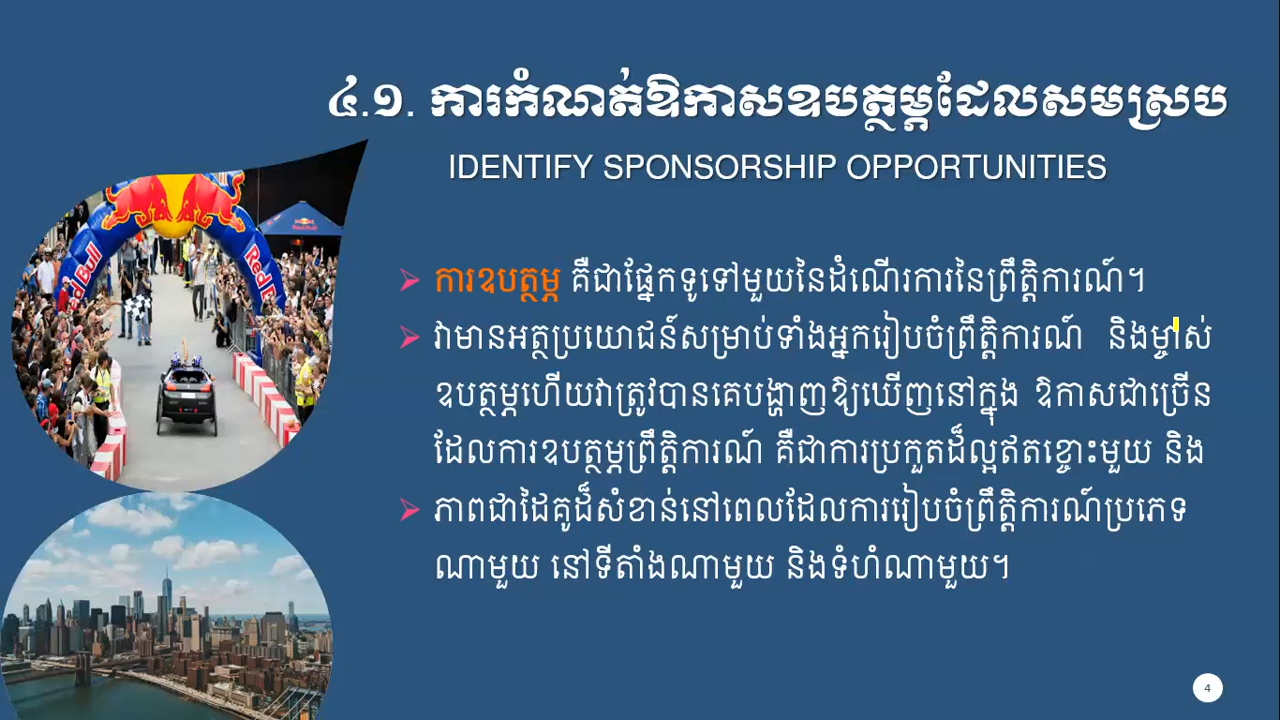 ៤.១. ការកំណត់ឱកាសឧបត្ថម្ភដែលសមស្រប
IDENTIFY SPONSORSHIP OPPORTUNITIES
ការឧបត្ថម្ភ គឺជាផ្នែកទូទៅមួយនៃដំណើរការនៃព្រឹត្តិការណ៍។
វាមានអត្ថប្រយោជន៍សម្រាប់ទាំងអ្នករៀបចំព្រឹត្តិការណ៍ និងម្ចាស់
ឧបត្ថម្ភហើយវាត្រូវបានគេបង្ហាញឱ្យឃើញនៅក្នុង ឱកាសជាច្រើន
ដែលការឧបត្ថម្ភព្រឹត្តិការណ៍ គឺជាការប្រកួតដ៏ល្អឥតខ្ចោះមួយ និង
ភាពជាដៃគូដ៏សំខាន់នៅពេលដែលការរៀបចំព្រឹត្តិការណ៍ប្រភេទ
ណាមួយ នៅទីតាំងណាមួយ និងទំហំណាមួយ។
Red Bull
Red Bull
Red Bull
4